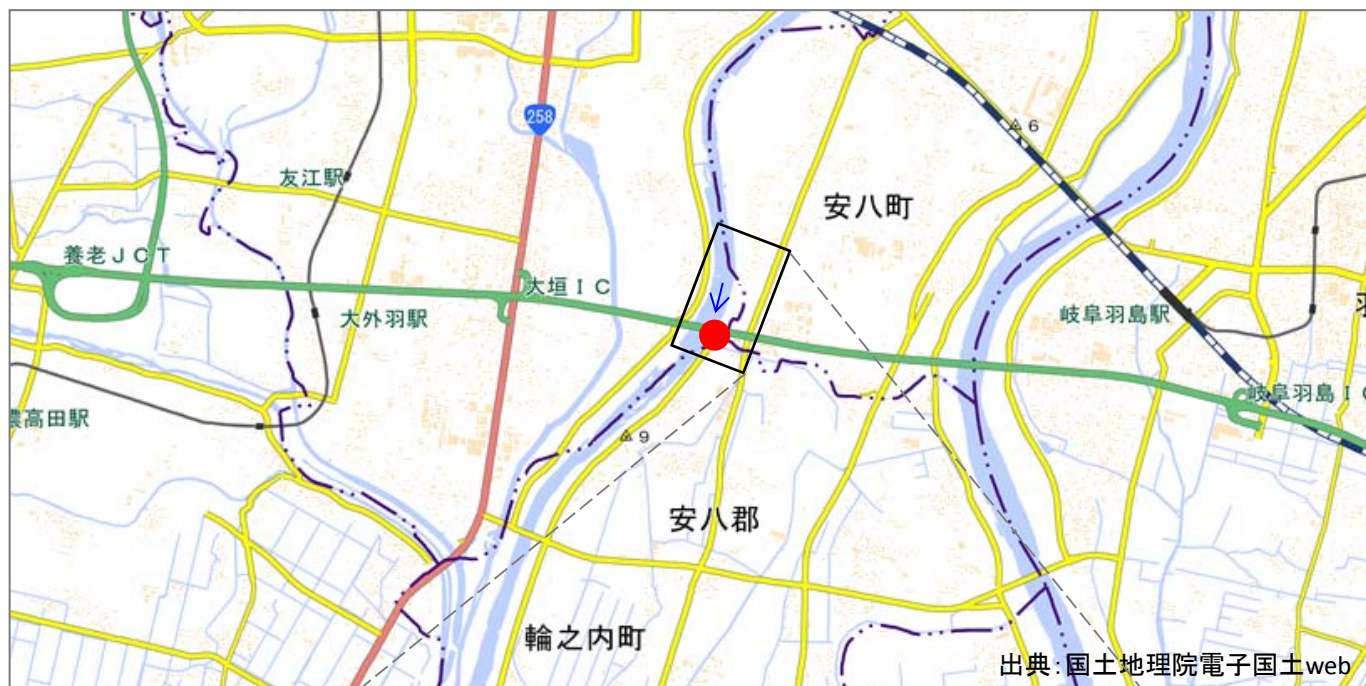 258
6
友江駅
安八町
養老JCT
大垣IC
大外羽駅
岐阜羽島駅
羽
岐阜羽島IC
濃高田駅
9
安八郡
輪之内町
出典:国土地理院電子国土web